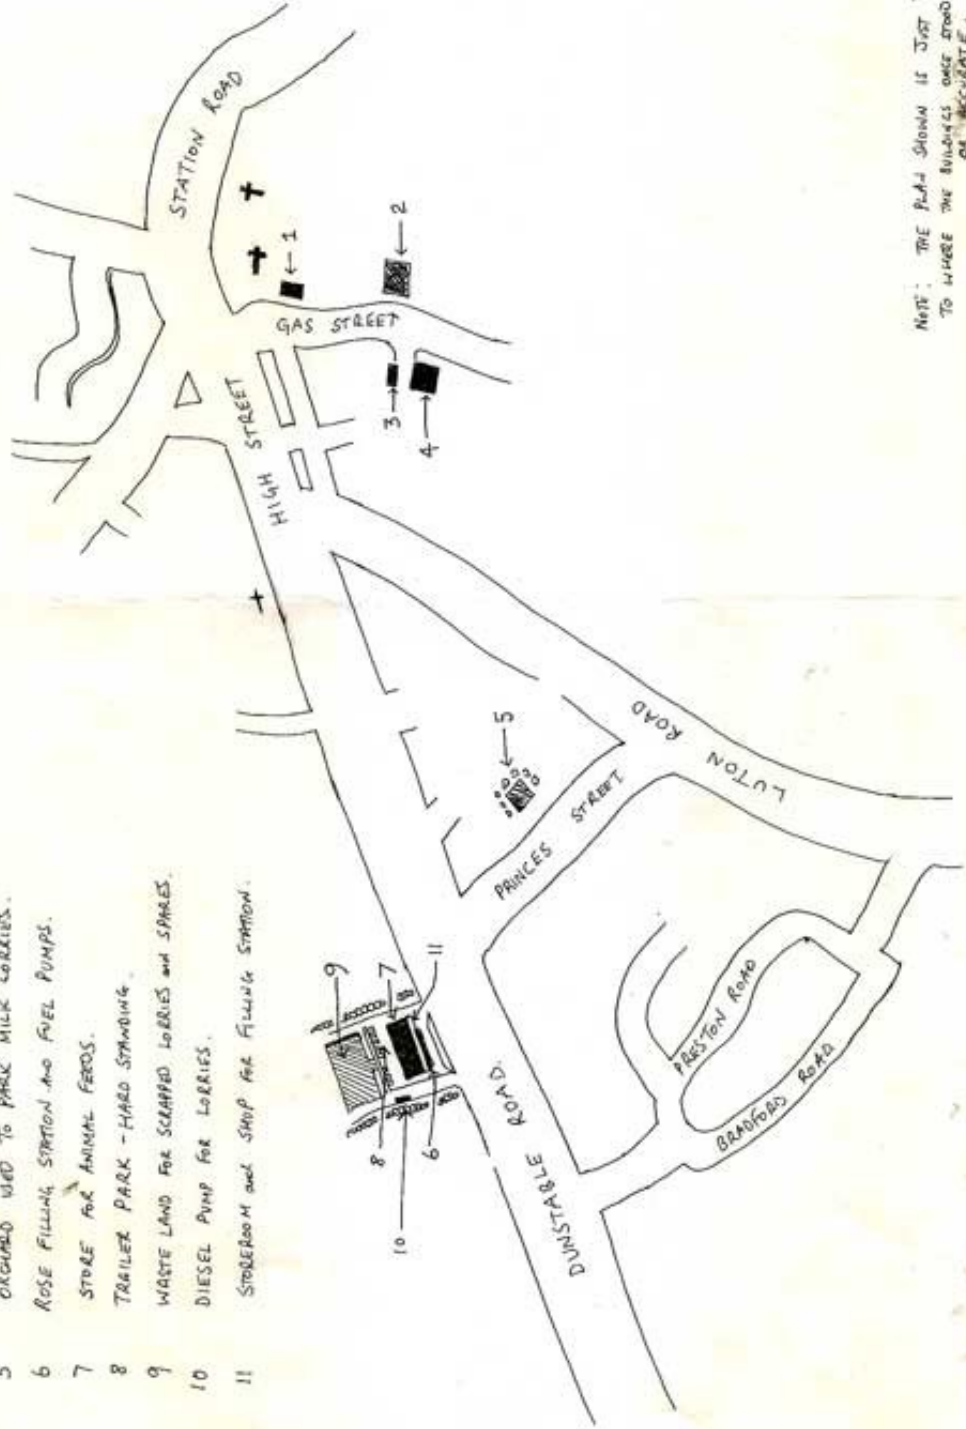 5 ORCHARD USED TO PARK MILK LORRIES.
6 ROSE FILLING STATION AND FUEL PUMPS.
7 STORE FOR ANIMAL FEEDS.
8 TRAILER PARK - HARD STANDING
9 WASTE LAND FOR SCRAPPED LORRIES and SPARES.
10 DIESEL PUMP FOR LORRIES.
11 STOREROOM and SHOP FOR FILLING STATION.
STATION ROAD
1
2
GAS STREET
3
4
HIGH STREET
LUTON ROAD
5
PRINCES STREET
9
7
11
8
6
10
DUNSTABLE ROAD.
PRESTON ROAD
BRADFORD ROAD
NOTE: THE PLAN SHOWN IS JUST
TO WHERE THE BUILDINGS ONCE STOOD
OR ACCURATE.